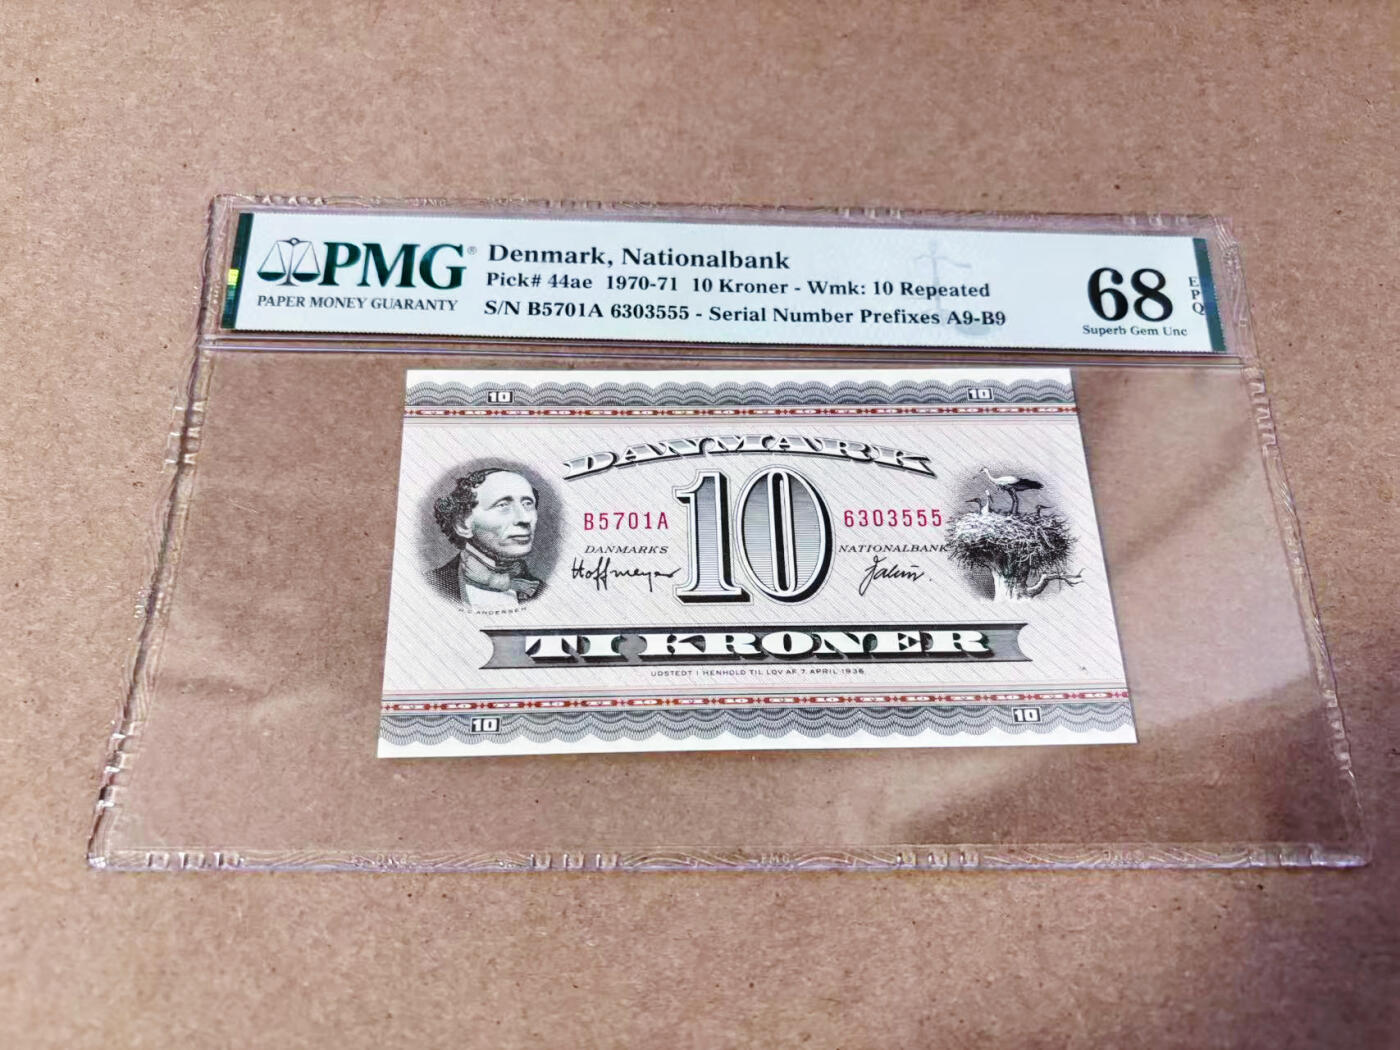 PMG®
PAPER MONEY GUARANTY
Denmark, Nationalbank
Pick# 44ae 1970-71 10 Kroner - Wmk: 10 Repeated
S/N B5701A 6303555 - Serial Number Prefixes A9-B9
68
Superb Gem Unc
E
P
Q
10 10
DANMARK
10
B5701A 6303555
DANMARKS NATIONALBANK
Hoffmeyer
H.C. ANDERSEN
TI KRONER
UDSTEDT I HENHOLD TIL LOV AF 7. APRIL 1936
10 10